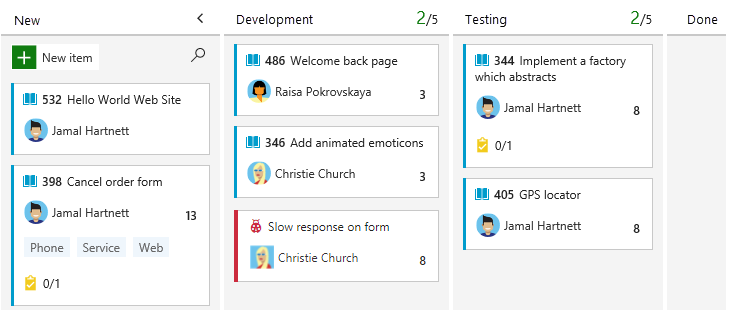 New
New item
532 Hello World Web Site
Jamal Hartnett
398 Cancel order form
Jamal Hartnett 13
Phone Service Web
0/1
Development 2/5
486 Welcome back page
Raisa Pokrovskaya 3
346 Add animated emoticons
Christie Church 3
Slow response on form
Christie Church 8
Testing 2/5
344 Implement a factory
which abstracts
Jamal Hartnett 8
0/1
405 GPS locator
Jamal Hartnett 8
Done